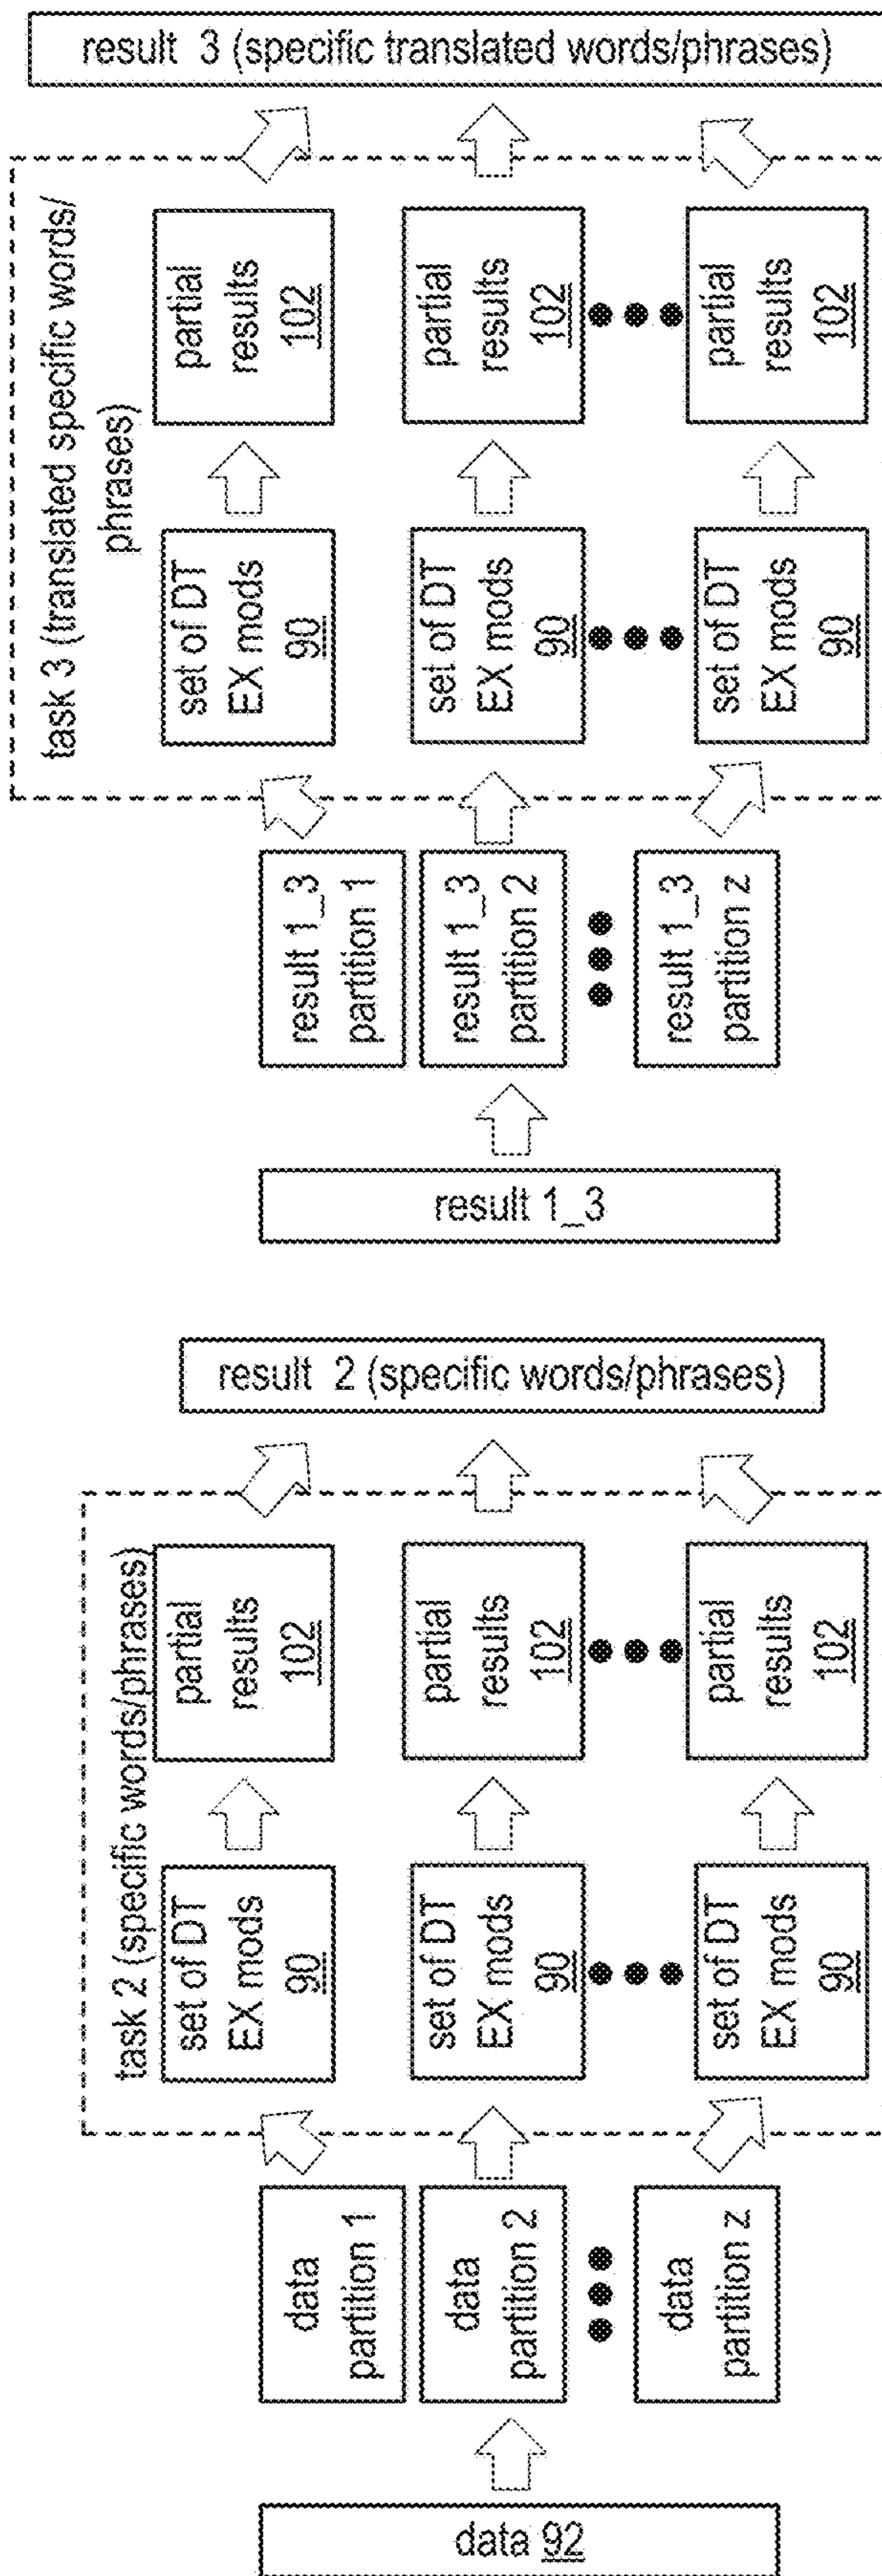 data 92
data
partition 1
data
partition 2
data
partition z
task 2 (specific words/phrases)
set of DT
EX mods
90
set of DT
EX mods
90
set of DT
EX mods
90
partial
results
102
partial
results
102
partial
results
102
result 2 (specific words/phrases)
result 1_3
result 1_3
partition 1
result 1_3
partition 2
result 1_3
partition z
task 3 (translated specific words/
phrases)
set of DT
EX mods
90
set of DT
EX mods
90
set of DT
EX mods
90
partial
results
102
partial
results
102
partial
results
102
result 3 (specific translated words/phrases)